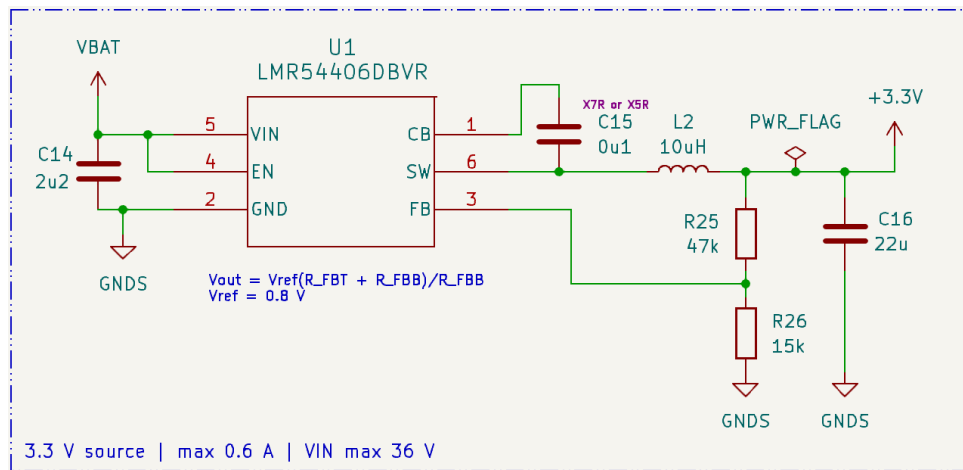 U1
LMR54406DBVR
VBAT
5 VIN
4 EN
2 GND
CB 1
SW 6
FB 3
C14
2u2
GNDS
X7R or X5R
C15
0u1
L2
10uH
PWR_FLAG
+3.3V
R25
47k
C16
22u
R26
15k
GNDS
GNDS
Vout = Vref(R_FBT + R_FBB)/R_FBB
Vref = 0.8 V
3.3 V source | max 0.6 A | VIN max 36 V